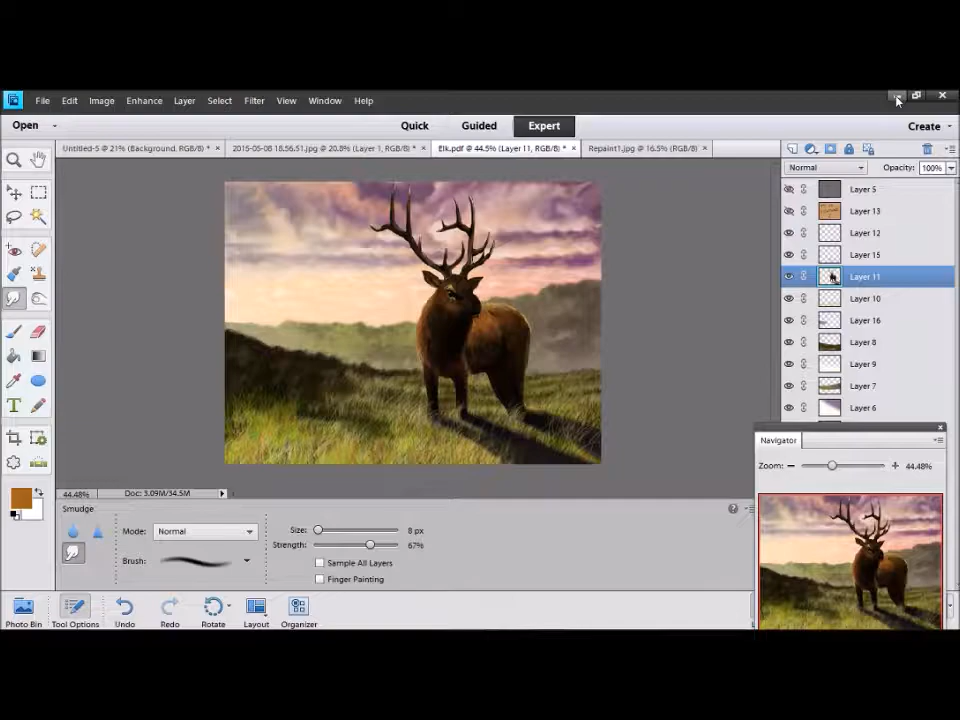 File Edit Image Enhance Layer Select Filter View Window Help
Open Quick Guided Expert Create
Untitled-5 @ 21% (Background, RGB/8) * × 2015-05-08 18.56.51.jpg @ 20.8% (Layer 1, RGB/8) * × Elk.pdf @ 44.5% (Layer 11, RGB/8) * × Repaint1.jpg @ 16.5% (RGB/8) ×
Normal Opacity: 100%
Layer 5
Layer 13
Layer 12
Layer 15
Layer 11
Layer 10
Layer 16
Layer 8
Layer 9
Layer 7
Layer 6
Navigator
Zoom: 44.48%
44.48% Doc: 3.09M/34.5M
Smudge
Mode: Normal
Brush:
Size: 8 px
Strength: 67%
Sample All Layers
Finger Painting
Photo Bin Tool Options Undo Redo Rotate Layout Organizer